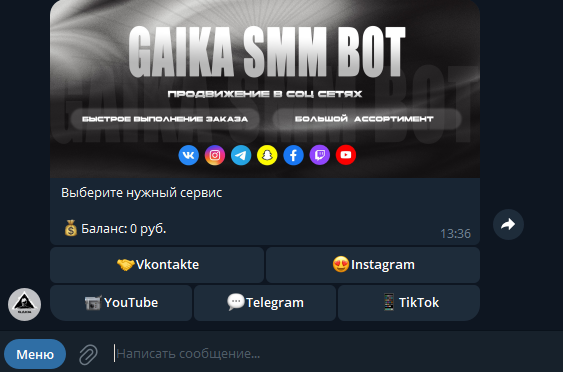 GAIKA SMM BOT
ПРОДВИЖЕНИЕ В СОЦ СЕТЯХ
БЫСТРОЕ ВЫПОЛНЕНИЕ ЗАКАЗА БОЛЬШОЙ АССОРТИМЕНТ
Выберите нужный сервис
💰Баланс: 0 руб.
13:36
🤝Vkontakte 😍Instagram
📹YouTube 💬Telegram 📱TikTok
Меню Написать сообщение...